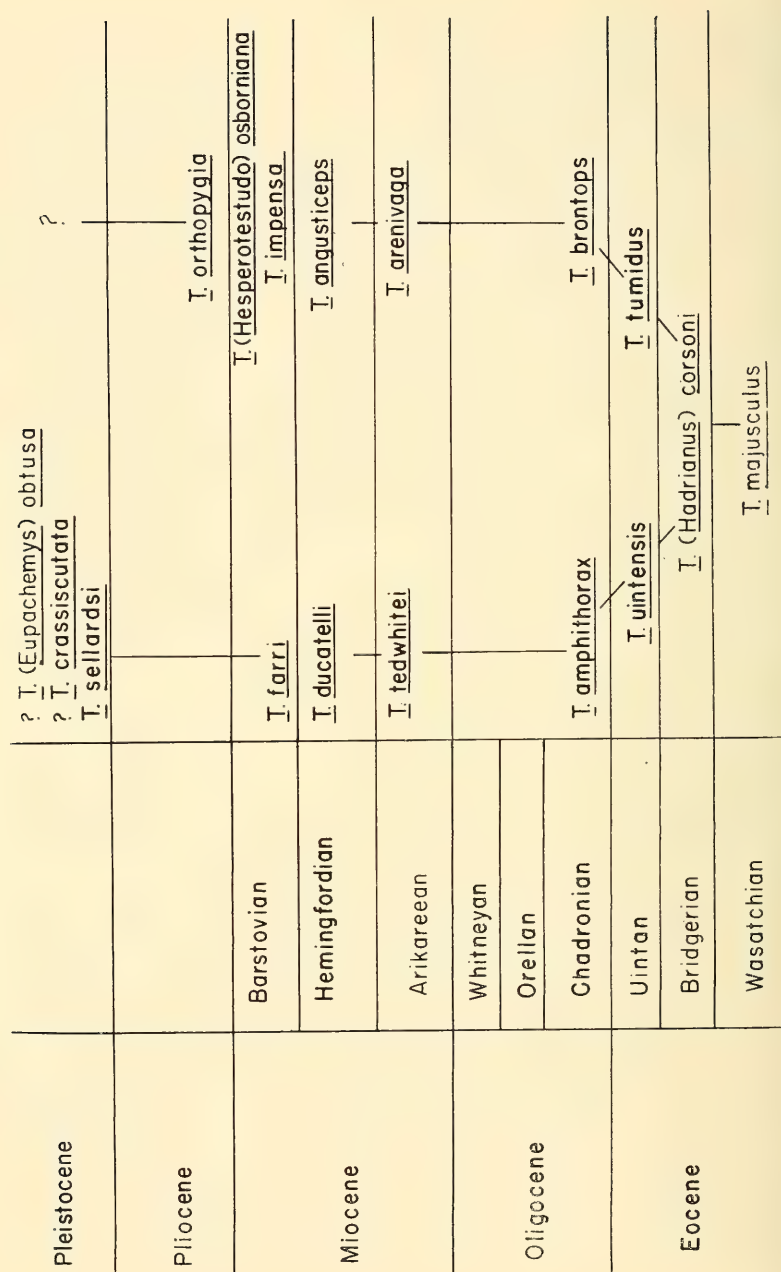 Pleistocene
? T. (Eupachemys) obtusa
? T. crassiscutata
T. sellardsi
?
Pliocene
T. orthopygia
Miocene
Barstovian
T. farri
T. (Hesperotestudo) osborniana
T. impensa
Hemingfordian
T. ducatelli
T. angusticeps
Arikareean
T. tedwhitei
T. arenivaga
Oligocene
Whitneyan
Orellan
Chadronian
T. amphithorax
T. brontops
Eocene
Uintan
T. uintensis
T. tumidus
Bridgerian
T. (Hadrianus) corsoni
Wasatchian
T. majusculus